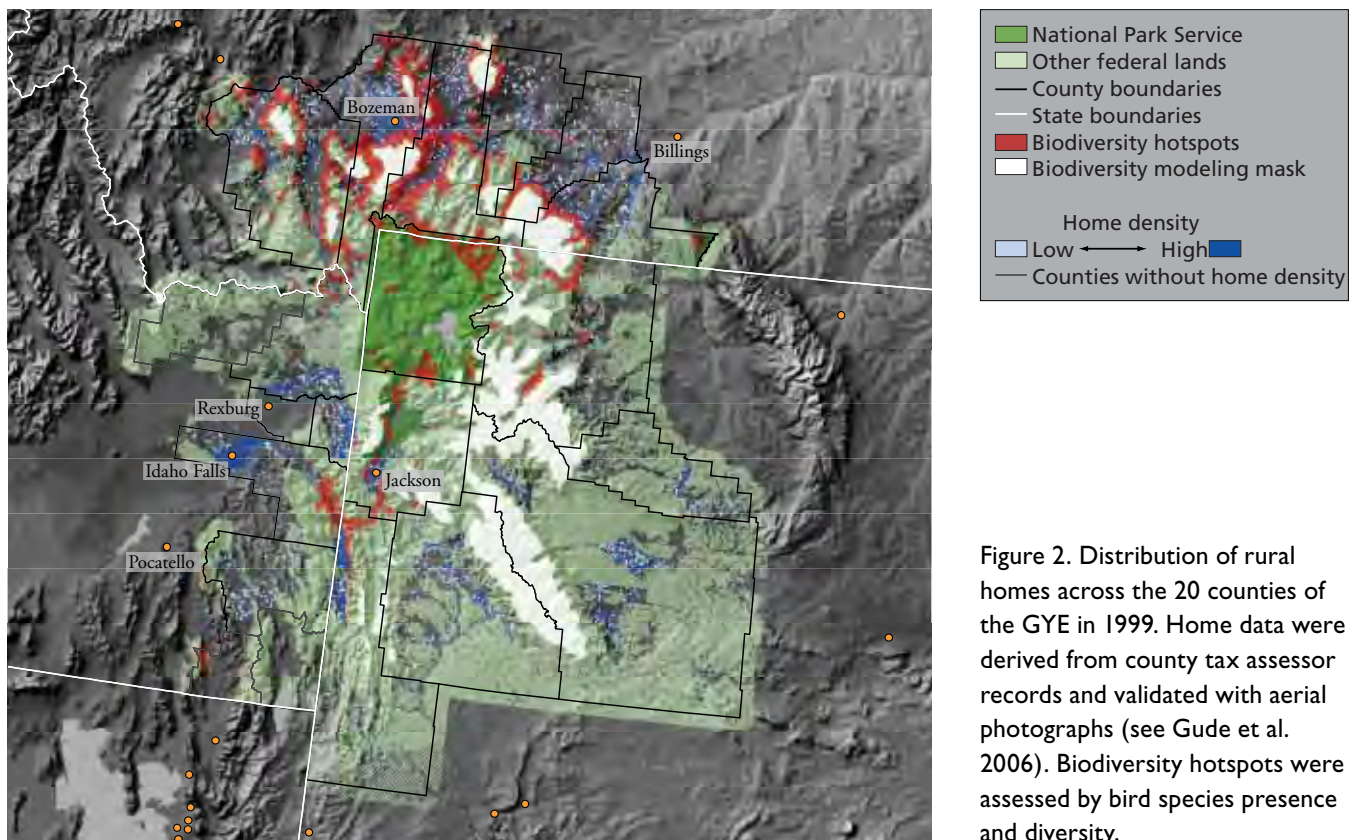 Bozeman
Billings
Rexburg
Idaho Falls
Jackson
Pocatello
National Park Service
Other federal lands
County boundaries
State boundaries
Biodiversity hotspots
Biodiversity modeling mask
Home density
Low High
Counties without home density
Figure 2. Distribution of rural
homes across the 20 counties of
the GYE in 1999. Home data were
derived from county tax assessor
records and validated with aerial
photographs (see Gude et al.
2006). Biodiversity hotspots were
assessed by bird species presence
and diversity.